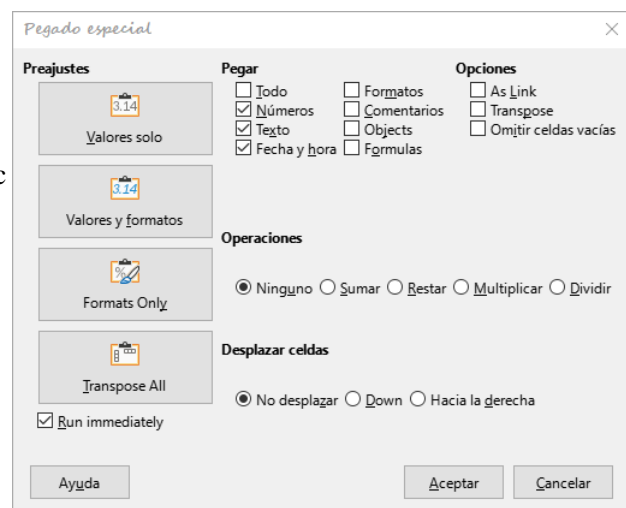 Pegado especial
Preajustes
Pegar
Opciones
3.14
Valores solo
3.14
Valores y formatos
%
Formats Only
Transpose All
Run immediately
Todo
Números
Texto
Fecha y hora
Formatos
Comentarios
Objects
Formulas
As Link
Transpose
Omitir celdas vacías
Operaciones
Ninguno Sumar Restar Multiplicar Dividir
Desplazar celdas
No desplazar Down Hacia la derecha
Ayuda Aceptar Cancelar
c